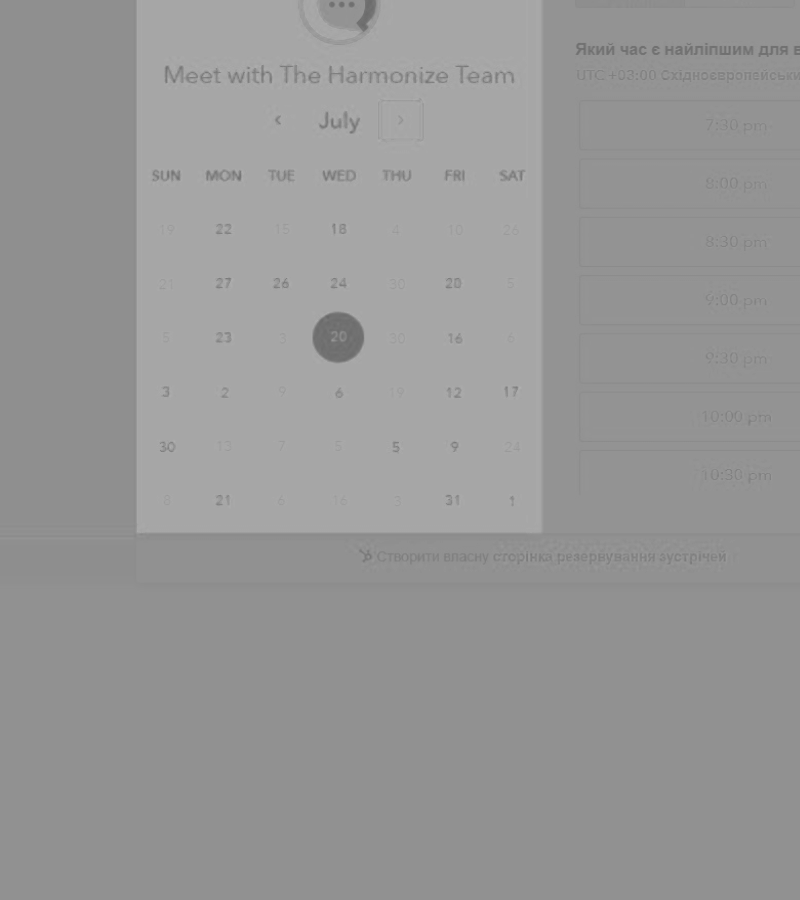 Meet with The Harmonize Team
‹ July ›
SUN MON TUE WED THU FRI SAT
19 22 15 18 4 10 26
21 27 26 24 30 20 5
5 23 3 20 30 16 6
3 2 9 6 19 12 17
30 13 7 5 5 9 24
8 21 6 16 3 31 1
Який час є найліпшим для в
UTC +03:00 Східноєвропейськи
7:30 pm
8:00 pm
8:30 pm
9:00 pm
9:30 pm
10:00 pm
10:30 pm
Створити власну сторінка резервування зустрічей